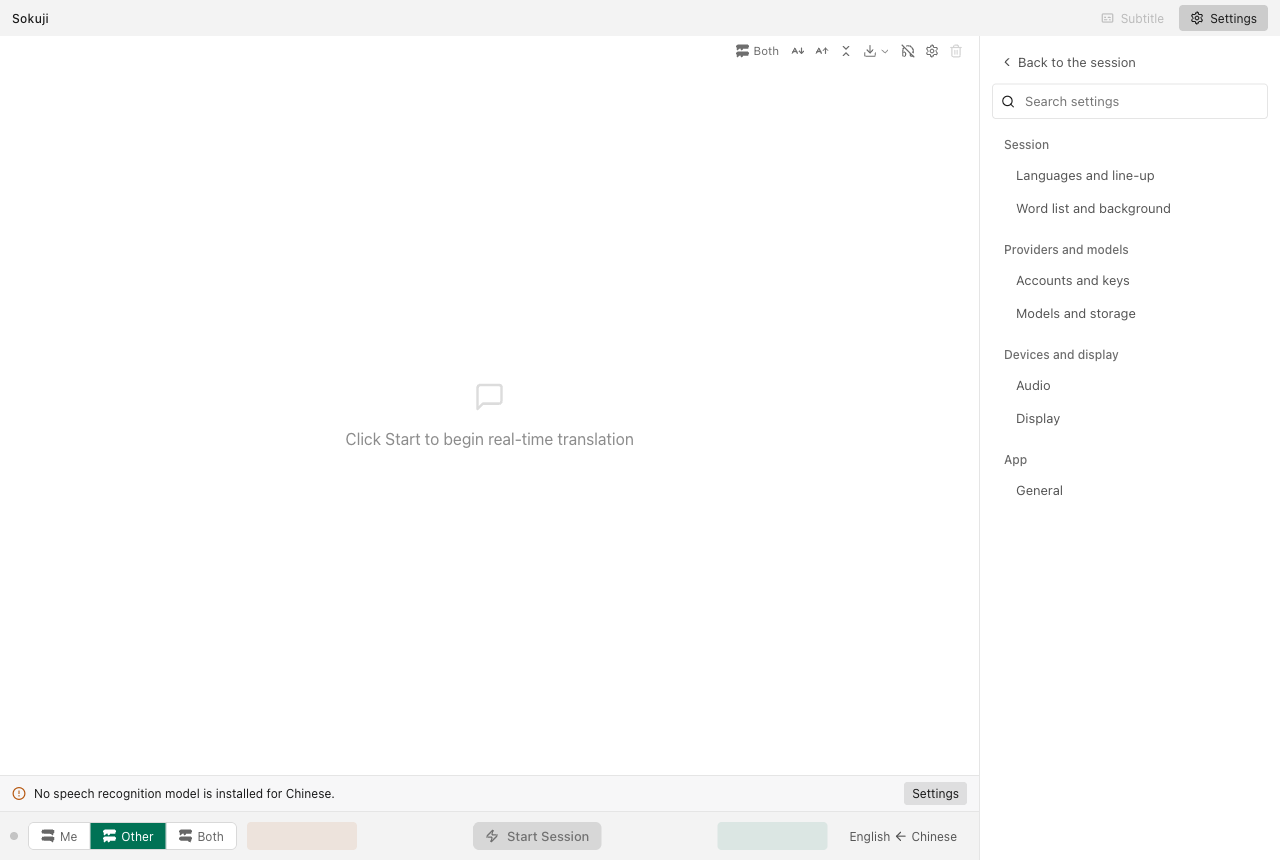 Sokuji
Subtitle
Settings
Both
Back to the session
Search settings
Session
Languages and line-up
Word list and background
Providers and models
Accounts and keys
Models and storage
Devices and display
Audio
Display
App
General
Click Start to begin real-time translation
No speech recognition model is installed for Chinese.
Settings
Me
Other
Both
Start Session
English ← Chinese